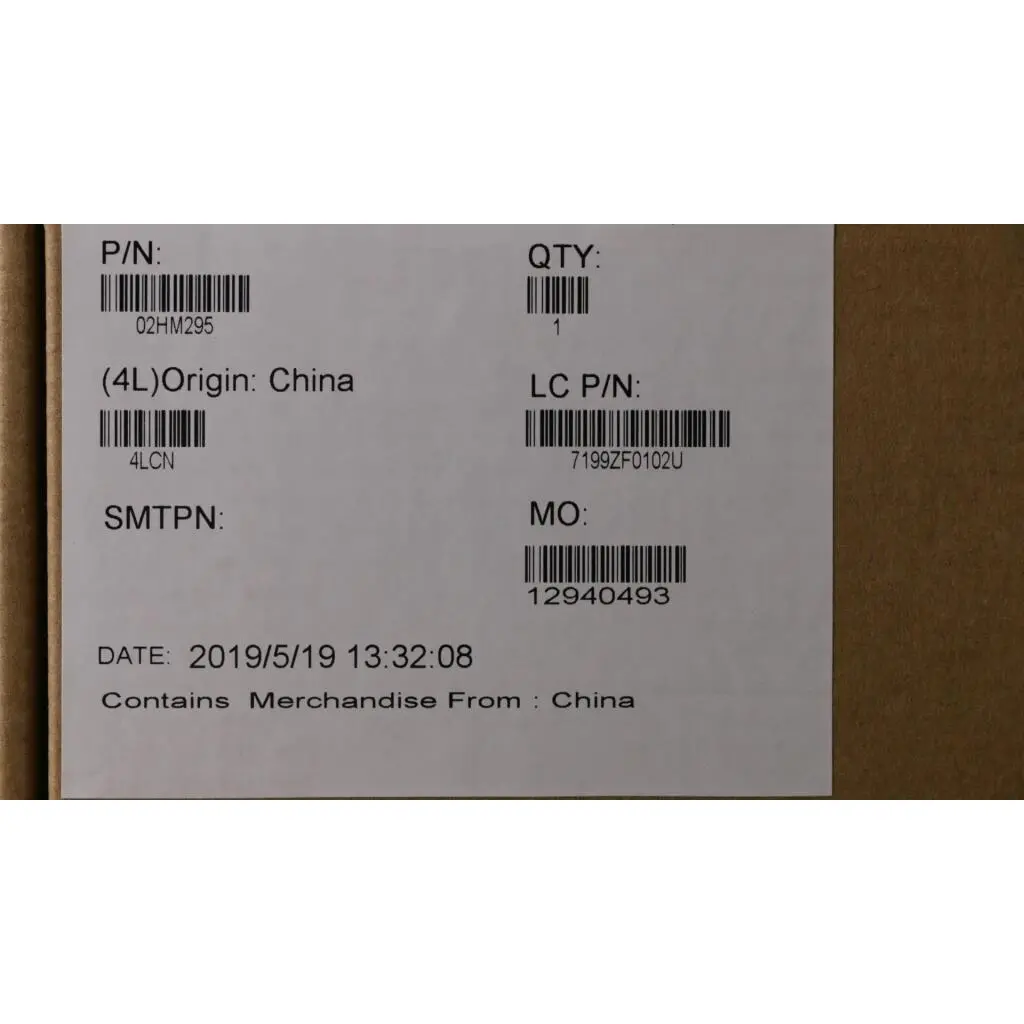 P/N:
02HM295
QTY:
1
(4L)Origin: China
4LCN
LC P/N:
7199ZF0102U
SMTPN:
MO:
12940493
DATE: 2019/5/19 13:32:08
Contains Merchandise From : China